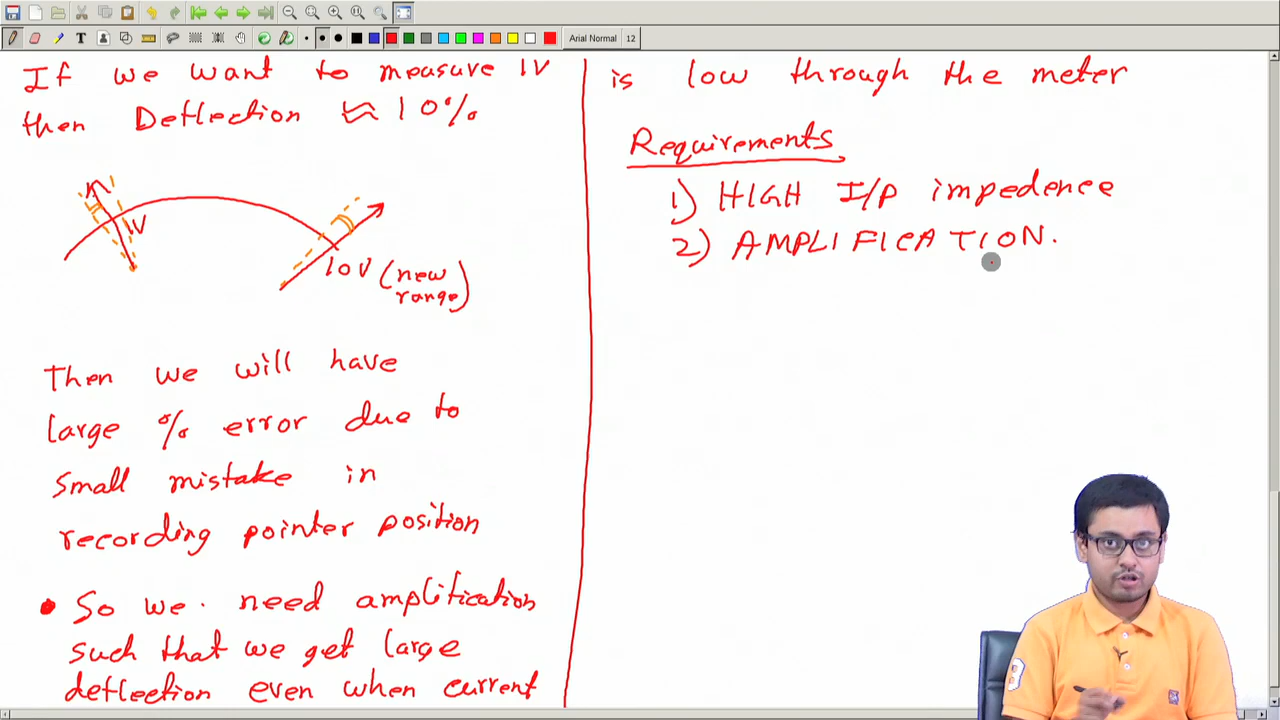 Arial Normal 12
If we want to measure 1V
then Deflection ≈ 10%
1V
10V (new
range)
Then we will have
large % error due to
small mistake in
recording pointer position
• So we. need amplification
such that we get large
deflection even when current
is low through the meter
Requirements
1) HIGH I/P impedence
2) AMPLIFICATION.